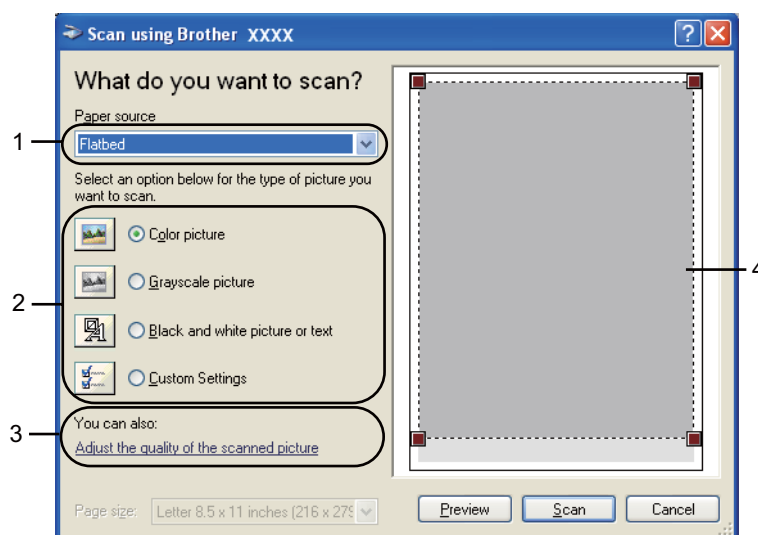 Scan using Brother XXXX
What do you want to scan?
Paper source
1
Flatbed
Select an option below for the type of picture you
want to scan.
Color picture
Grayscale picture
2
Black and white picture or text
Custom Settings
You can also:
3
Adjust the quality of the scanned picture
4
Page size: Letter 8.5 x 11 inches (216 x 279
Preview
Scan
Cancel